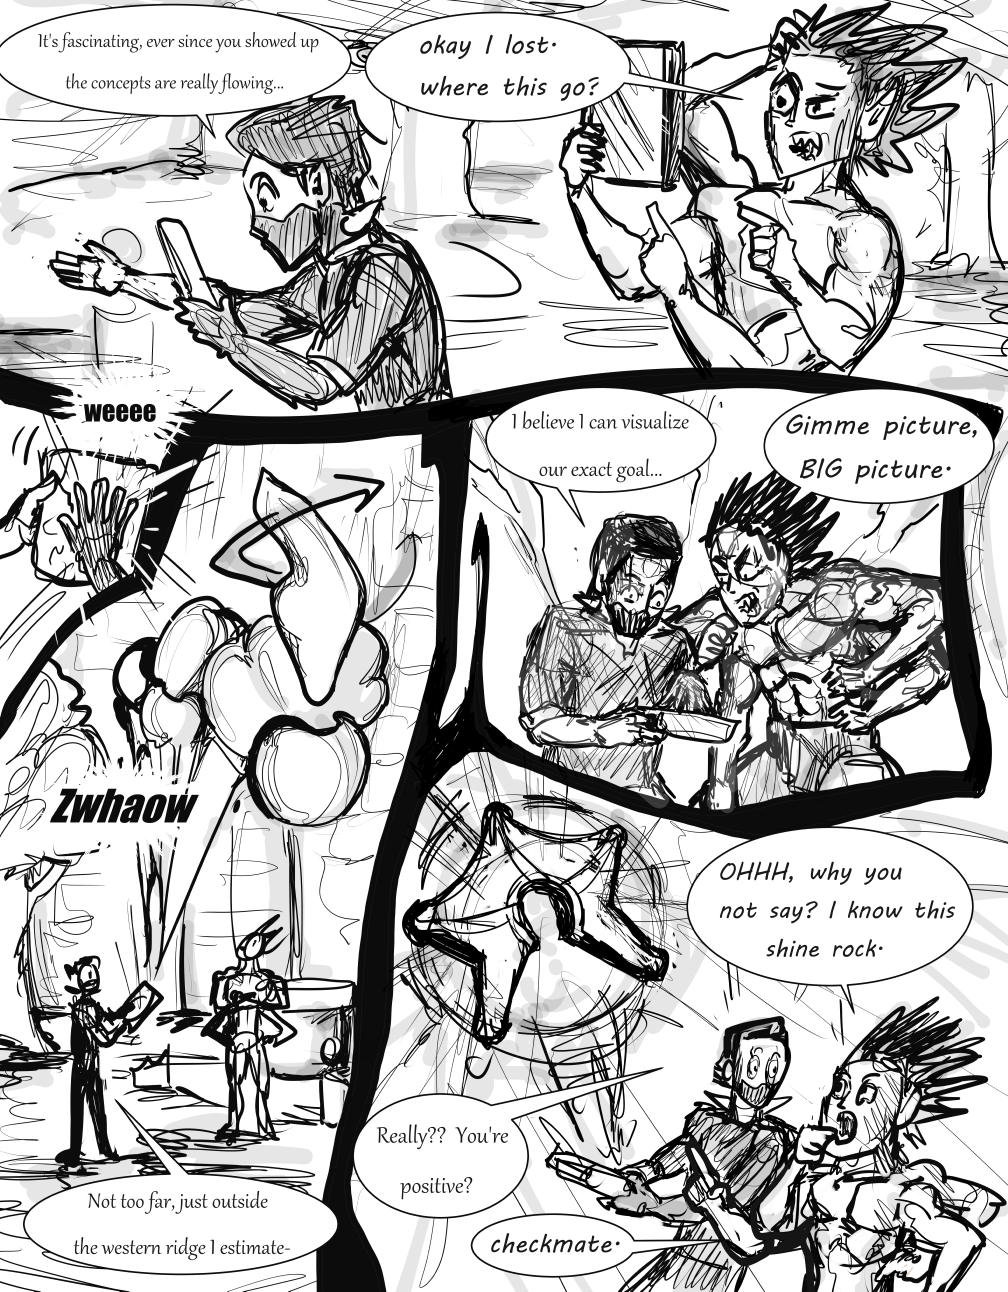 It's fascinating, ever since you showed up
the concepts are really flowing...
okay I lost.
where this go?
weeee
I believe I can visualize
our exact goal...
Gimme picture,
BIG picture.
Zwhaow
Not too far, just outside
the western ridge I estimate-
OHHH, why you
not say? I know this
shine rock.
Really?? You're
positive?
checkmate.